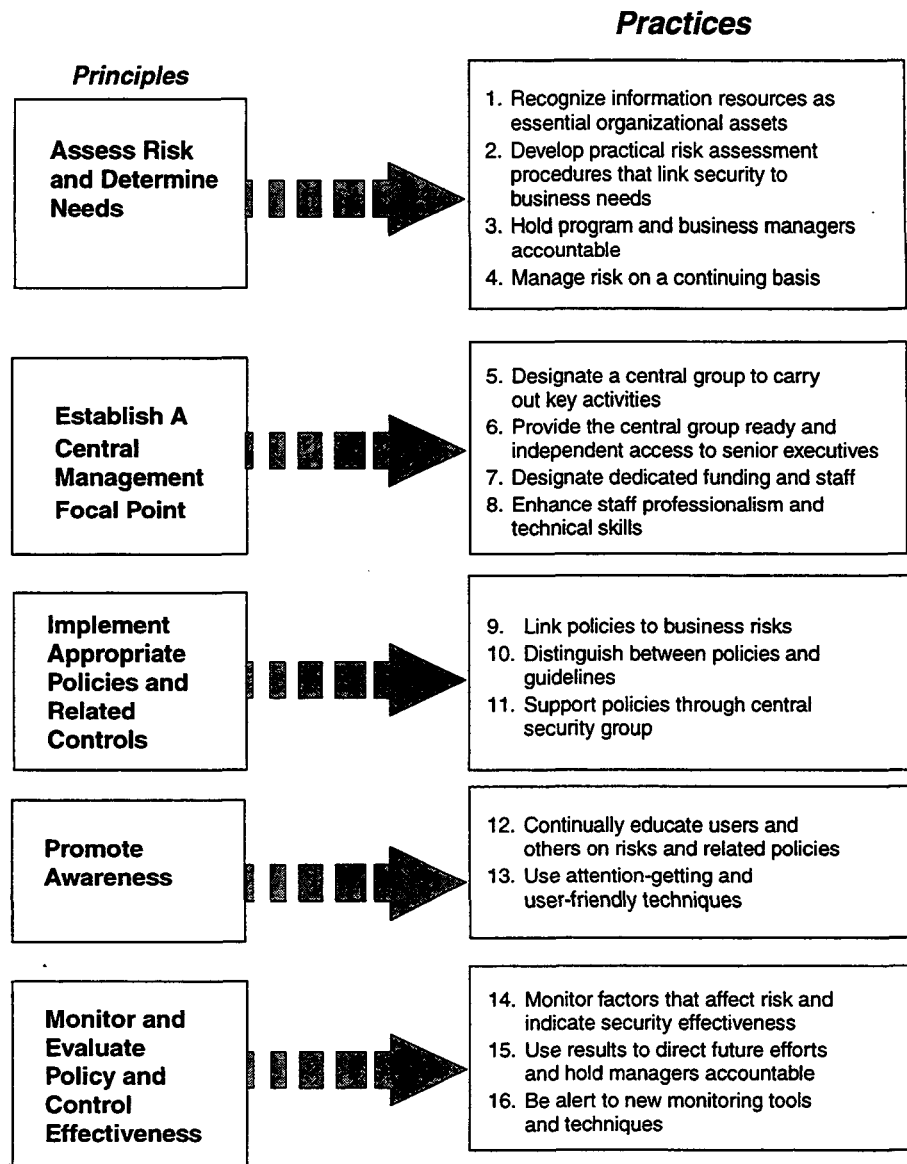 Practices
Principles
Assess Risk
and Determine
Needs
1. Recognize information resources as
essential organizational assets
2. Develop practical risk assessment
procedures that link security to
business needs
3. Hold program and business managers
accountable
4. Manage risk on a continuing basis
Establish A
Central
Management
Focal Point
5. Designate a central group to carry
out key activities
6. Provide the central group ready and
independent access to senior executives
7. Designate dedicated funding and staff
8. Enhance staff professionalism and
technical skills
Implement
Appropriate
Policies and
Related
Controls
9. Link policies to business risks
10. Distinguish between policies and
guidelines
11. Support policies through central
security group
Promote
Awareness
12. Continually educate users and
others on risks and related policies
13. Use attention-getting and
user-friendly techniques
Monitor and
Evaluate
Policy and
Control
Effectiveness
14. Monitor factors that affect risk and
indicate security effectiveness
15. Use results to direct future efforts
and hold managers accountable
16. Be alert to new monitoring tools
and techniques